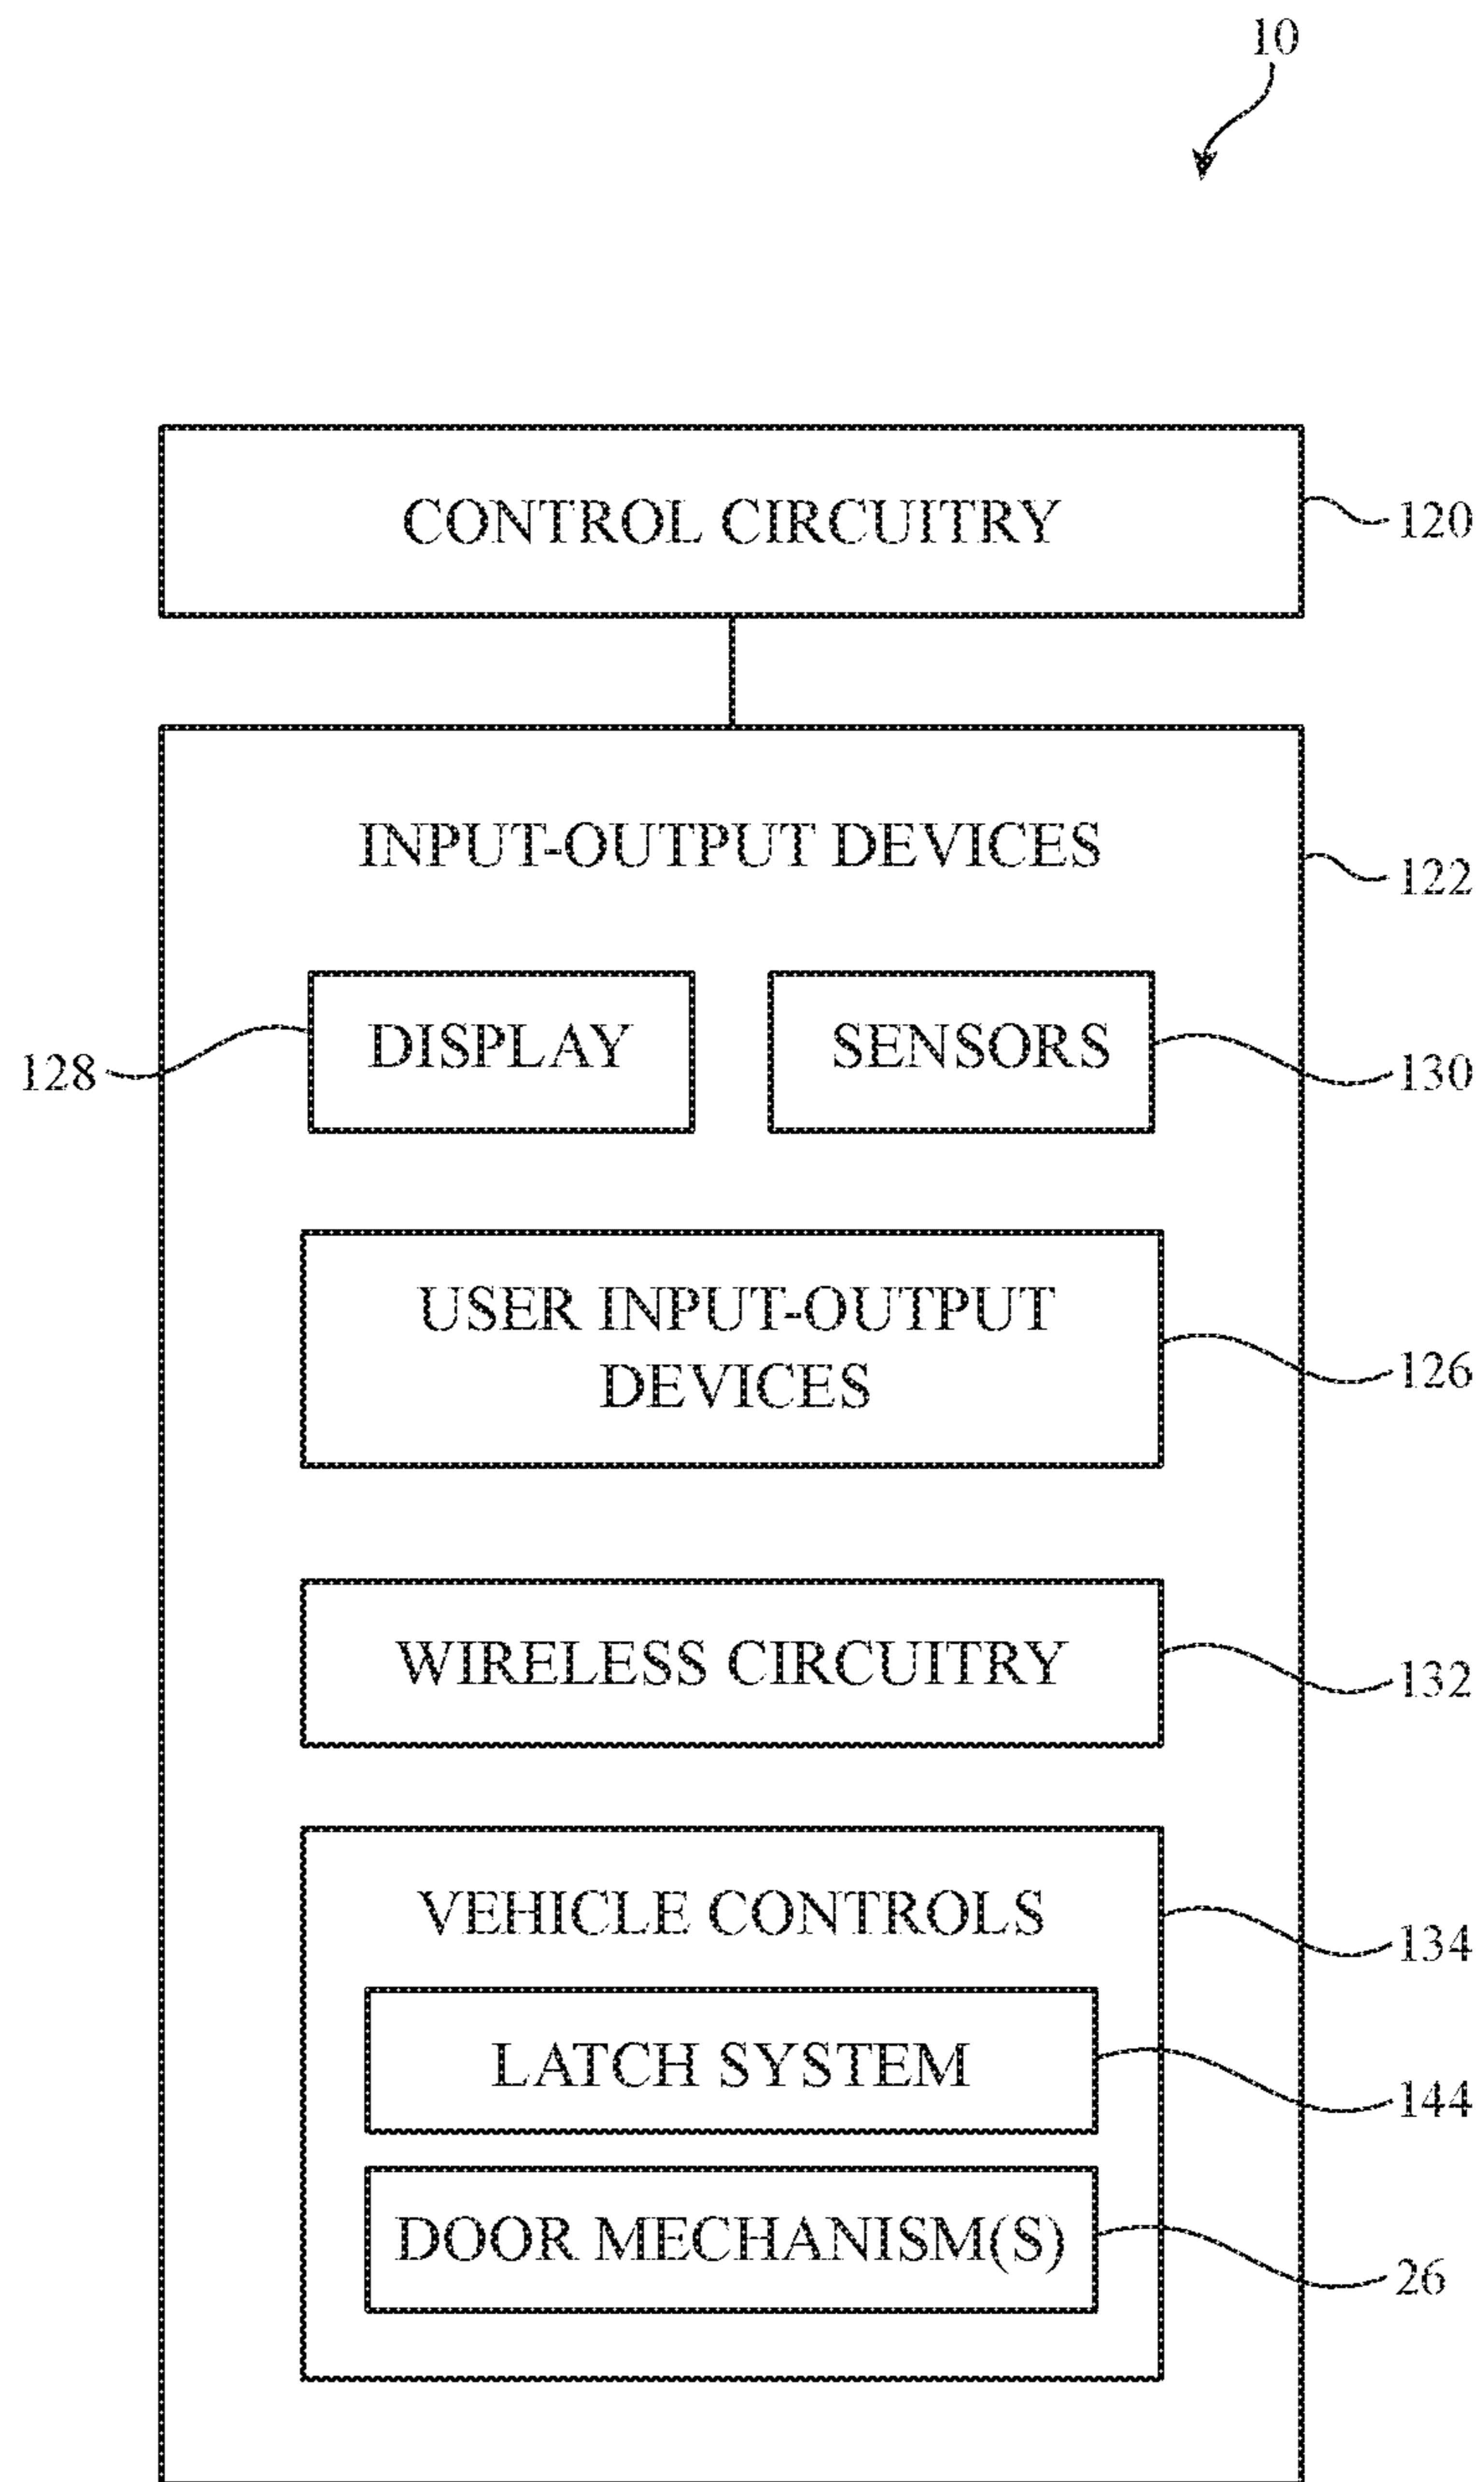 10
CONTROL CIRCUITRY
120
INPUT-OUTPUT DEVICES
122
DISPLAY
SENSORS
128
130
USER INPUT-OUTPUT
DEVICES
126
WIRELESS CIRCUITRY
132
VEHICLE CONTROLS
134
LATCH SYSTEM
144
DOOR MECHANISM(S)
26